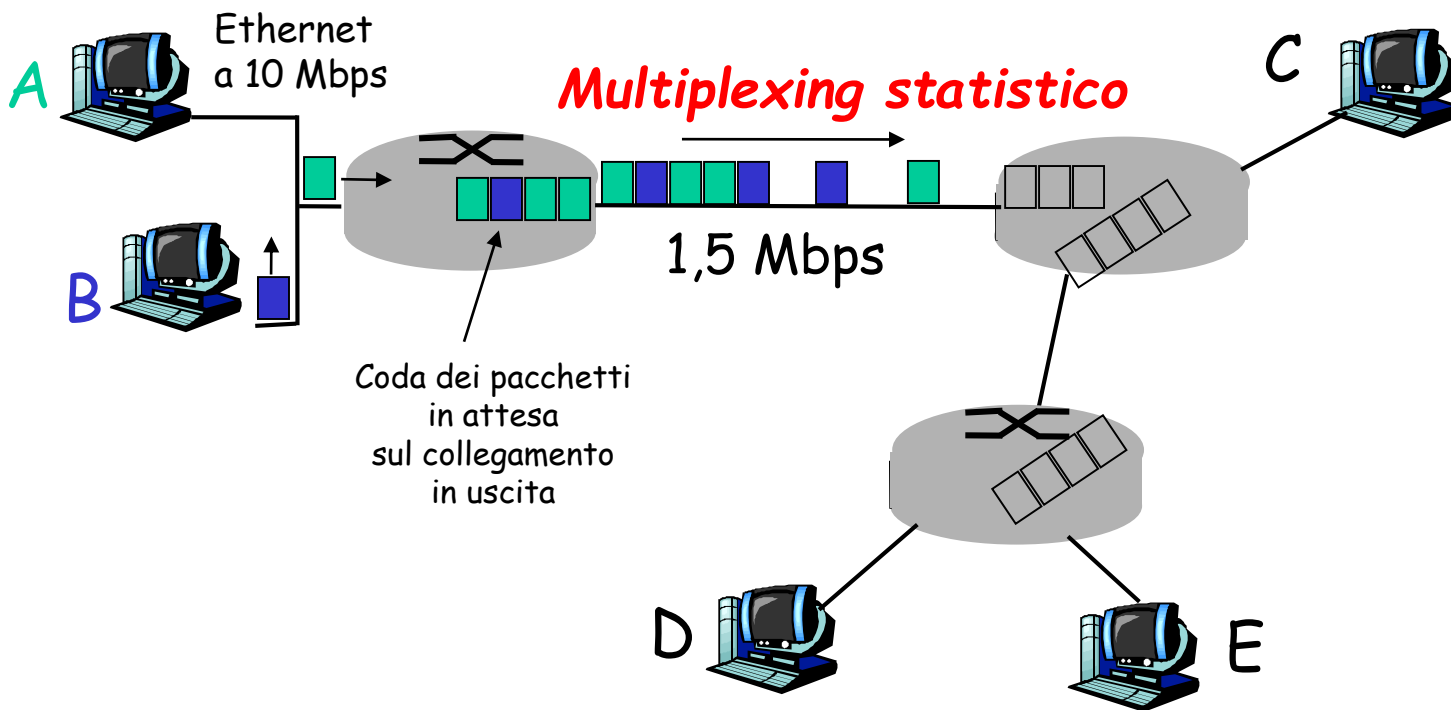 A
Ethernet
a 10 Mbps
Multiplexing statistico
C
B
1,5 Mbps
Coda dei pacchetti
in attesa
sul collegamento
in uscita
D
E